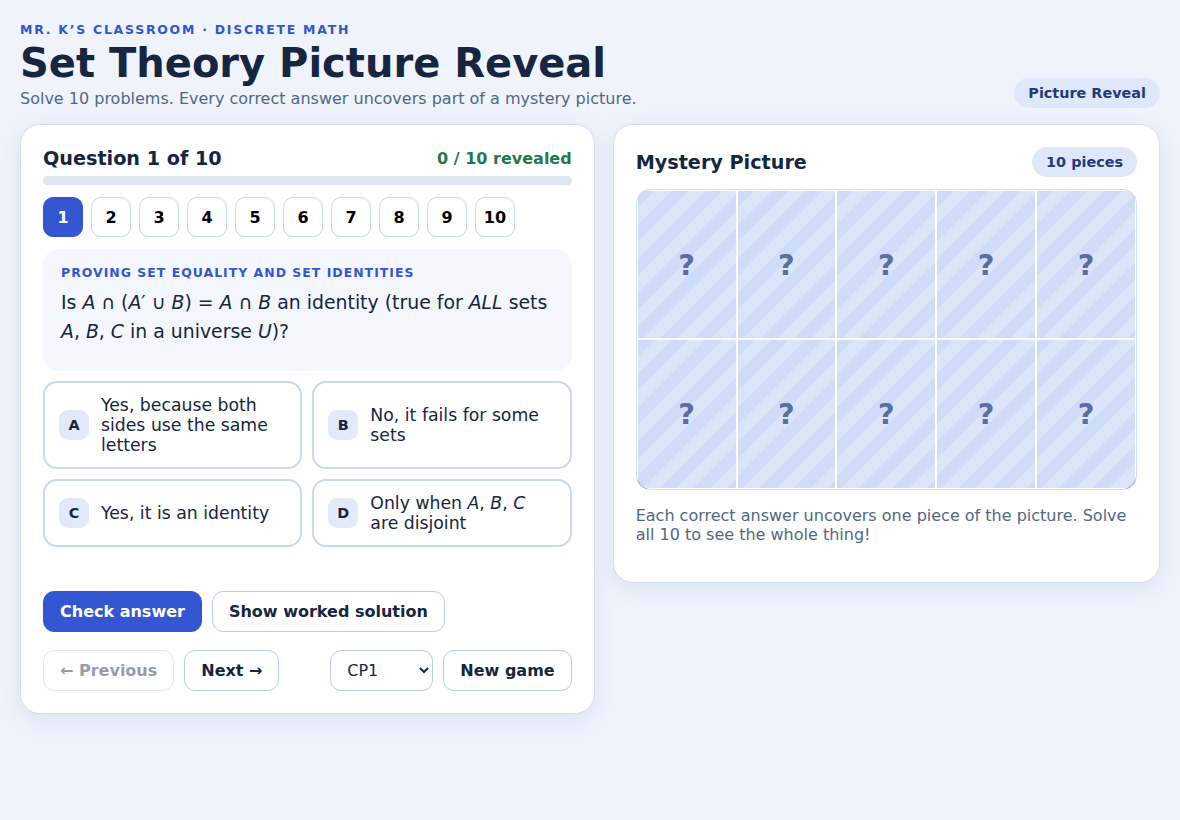 MR. K’S CLASSROOM · DISCRETE MATH
Set Theory Picture Reveal
Solve 10 problems. Every correct answer uncovers part of a mystery picture.
Picture Reveal
Question 1 of 10
0 / 10 revealed
1 2 3 4 5 6 7 8 9 10
PROVING SET EQUALITY AND SET IDENTITIES
Is A ∩ (A′ ∪ B) = A ∩ B an identity (true for ALL sets
A, B, C in a universe U)?
A
Yes, because both
sides use the same
letters
B
No, it fails for some
sets
C
Yes, it is an identity
D
Only when A, B, C
are disjoint
Check answer
Show worked solution
← Previous
Next →
CP1
New game
Mystery Picture
10 pieces
? ? ? ? ?
? ? ? ? ?
Each correct answer uncovers one piece of the picture. Solve
all 10 to see the whole thing!